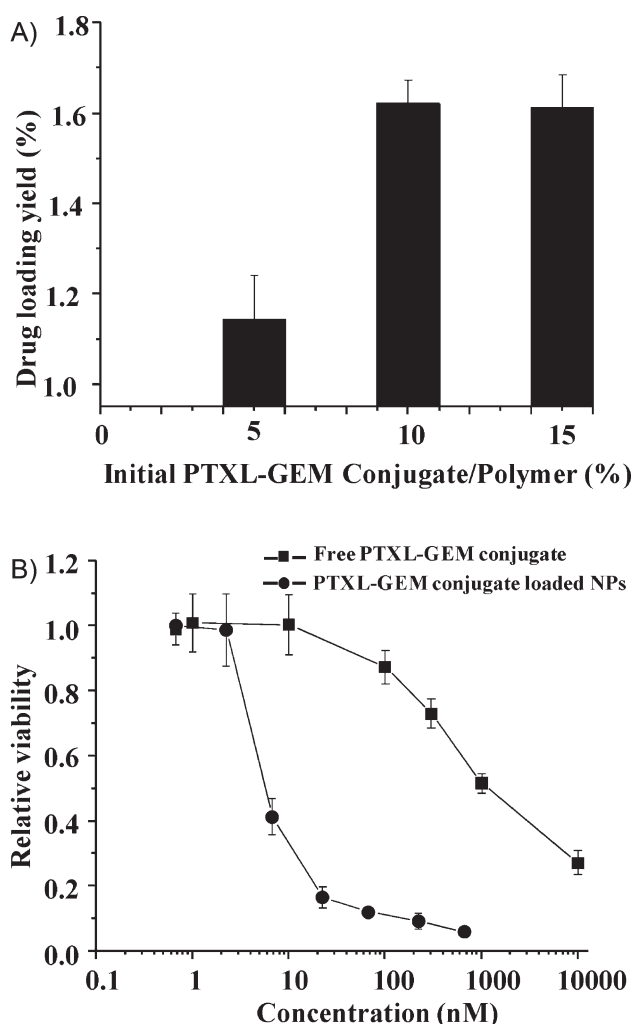 A)
Drug loading yield (%)
1.8
1.6
1.4
1.2
1.0
0
5
10
15
Initial PTXL-GEM Conjugate/Polymer (%)
B)
Free PTXL-GEM conjugate
PTXL-GEM conjugate loaded NPs
Relative viability
1.2
1.0
0.8
0.6
0.4
0.2
0.0
0.1
1
10
100
1000
10000
Concentration (nM)